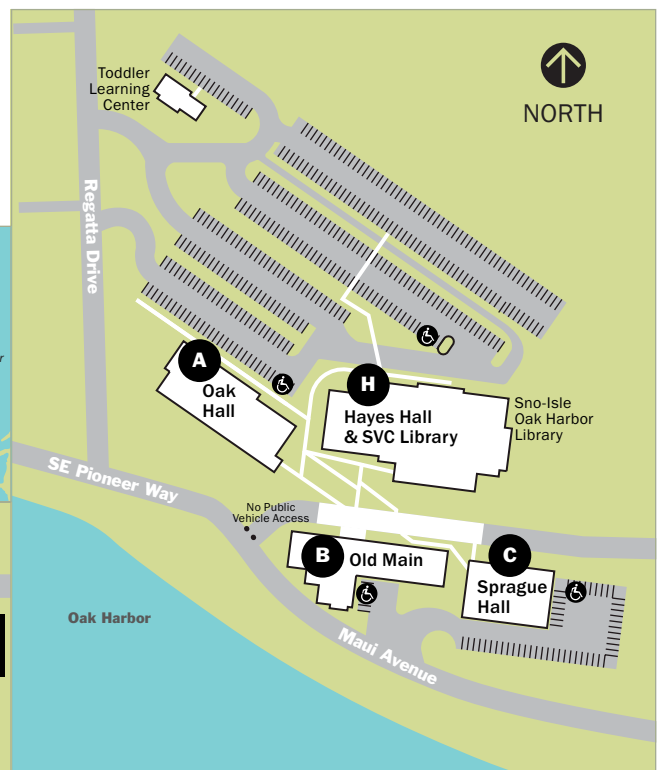 Toddler
Learning
Center
NORTH
Regatta Drive
A
Oak
Hall
H
Hayes Hall
& SVC Library
Sno-Isle
Oak Harbor
Library
SE Pioneer Way
No Public
Vehicle Access
B
Old Main
C
Sprague
Hall
Oak Harbor
Maui Avenue